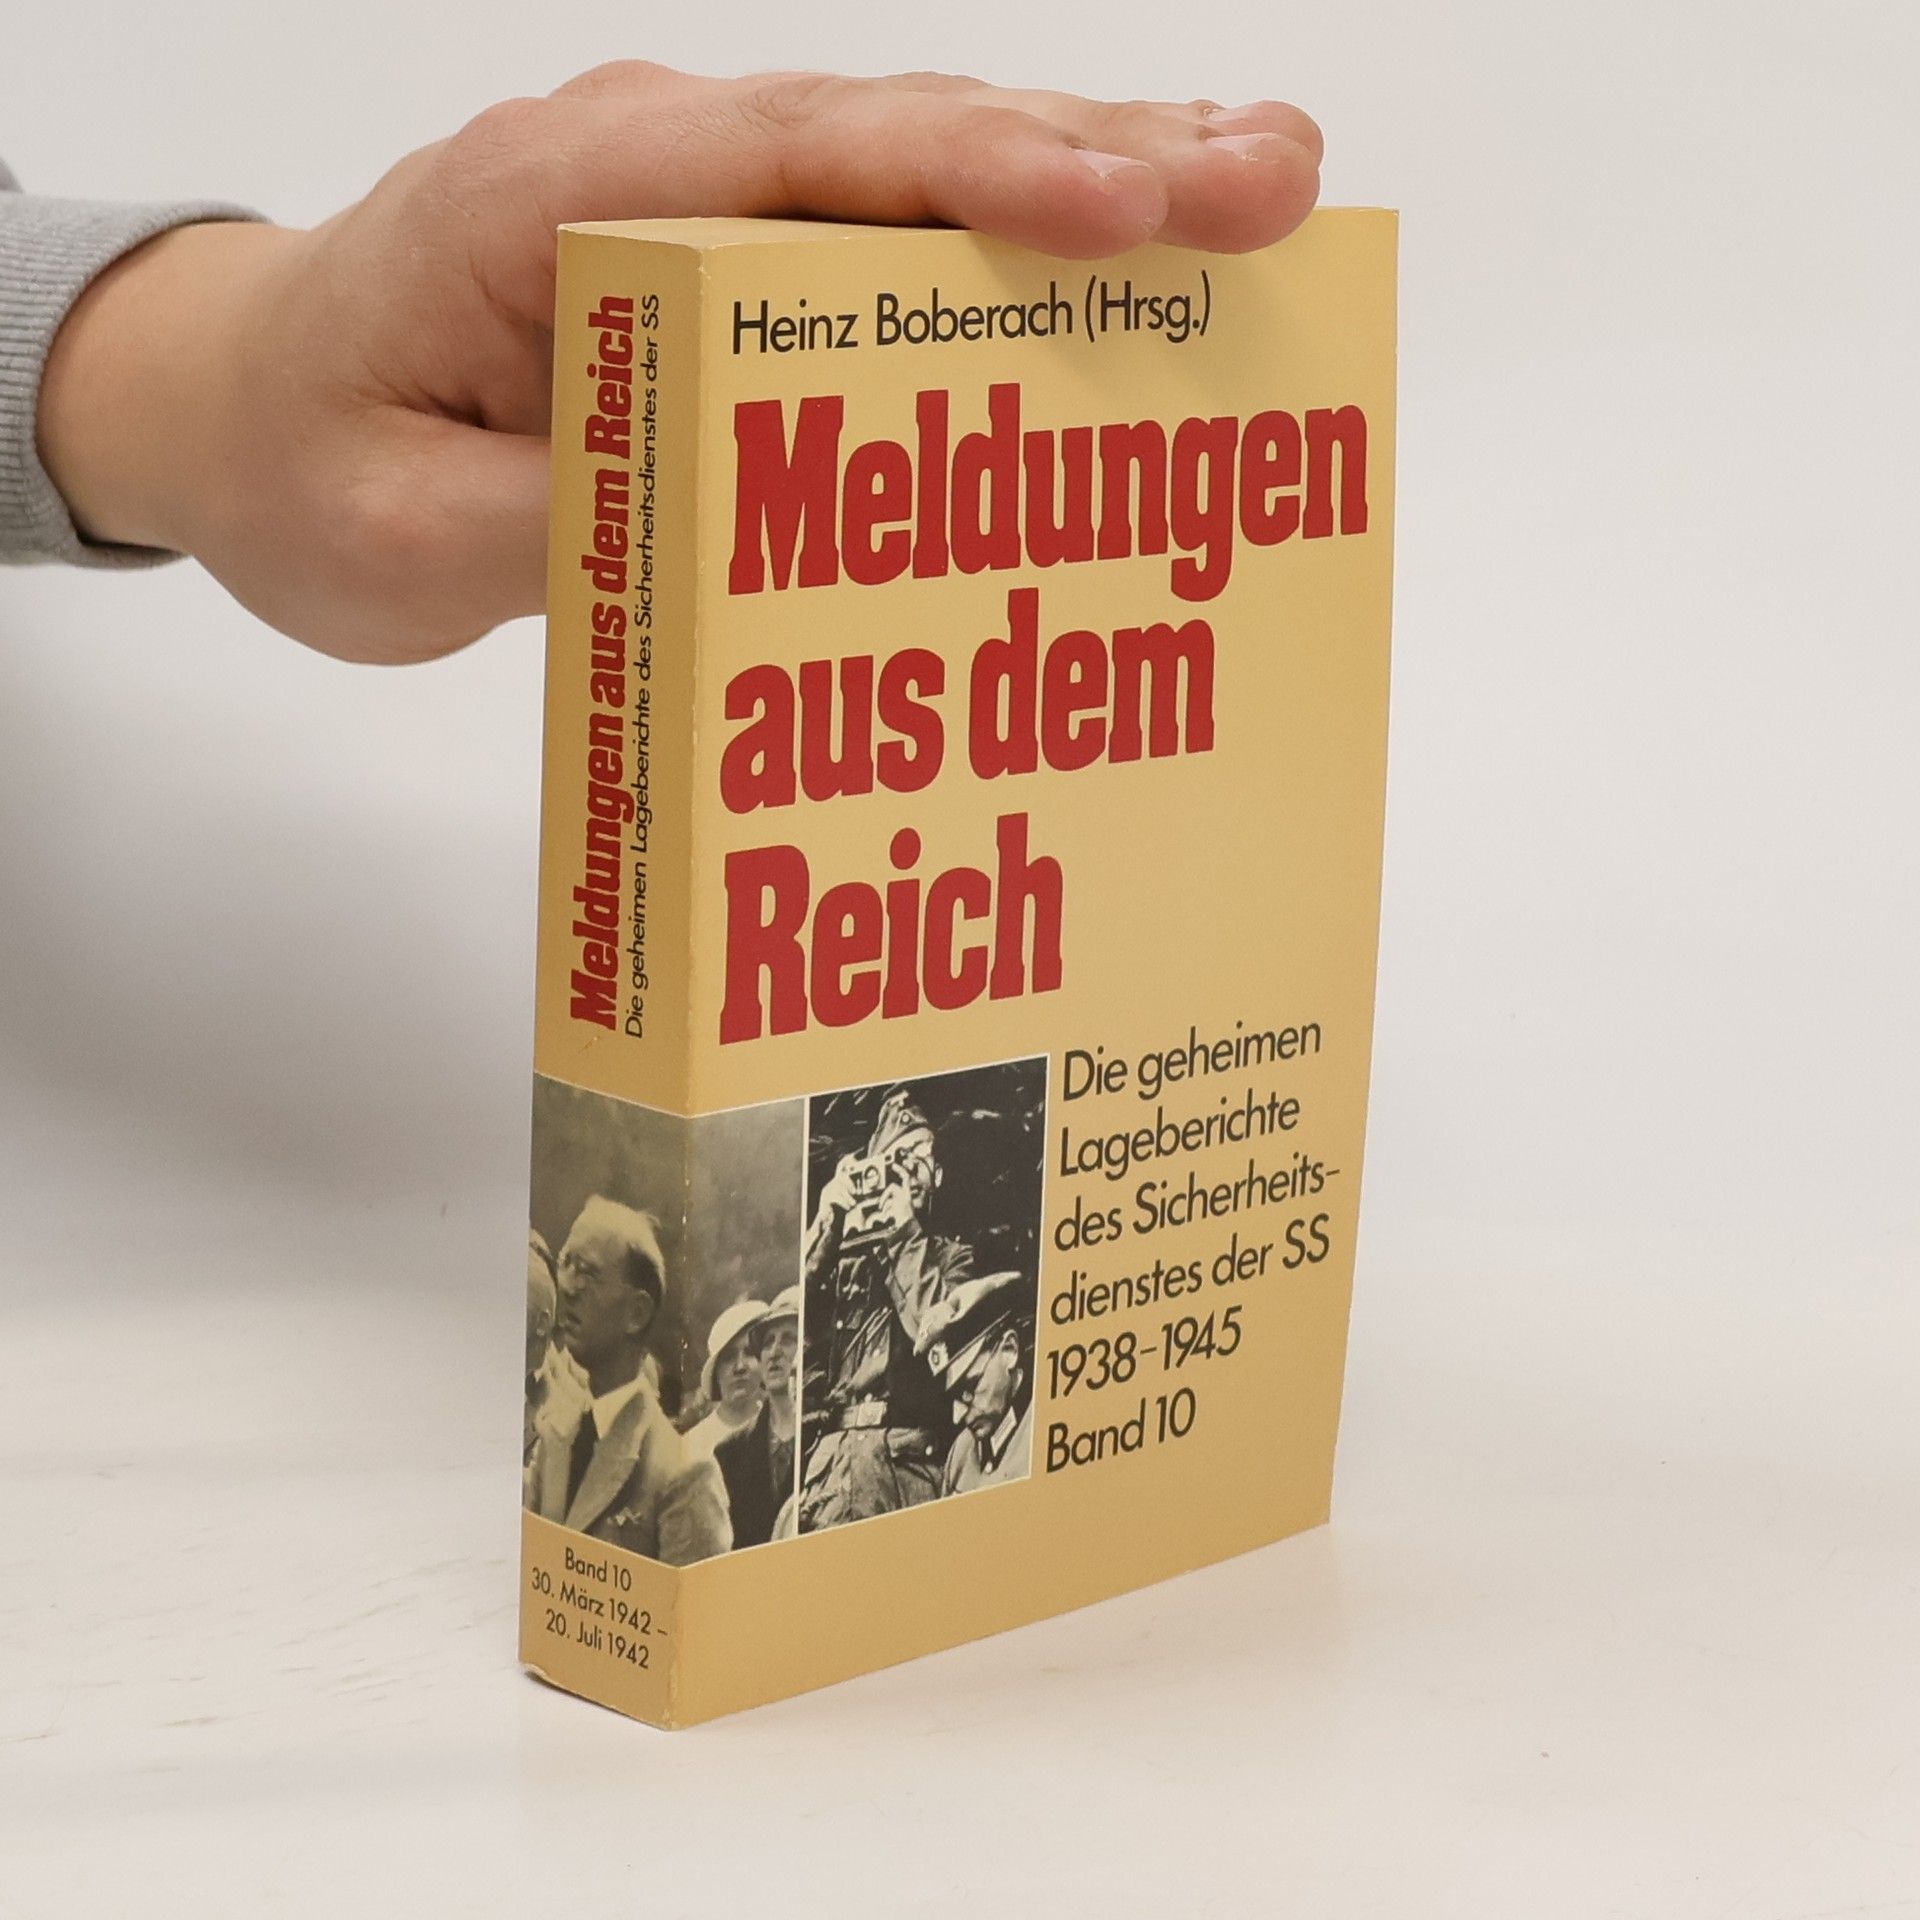 Heinz Boberach (Hrsg.)
Meldungen
aus dem
Reich
Die geheimen
Lageberichte
des Sicherheits-
dienstes der SS
1938-1945
Band 10
Meldungen aus dem Reich
Die geheimen Lageberichte des Sicherheitsdienstes der SS
Band 10
30. März 1942 -
20. Juli 1942